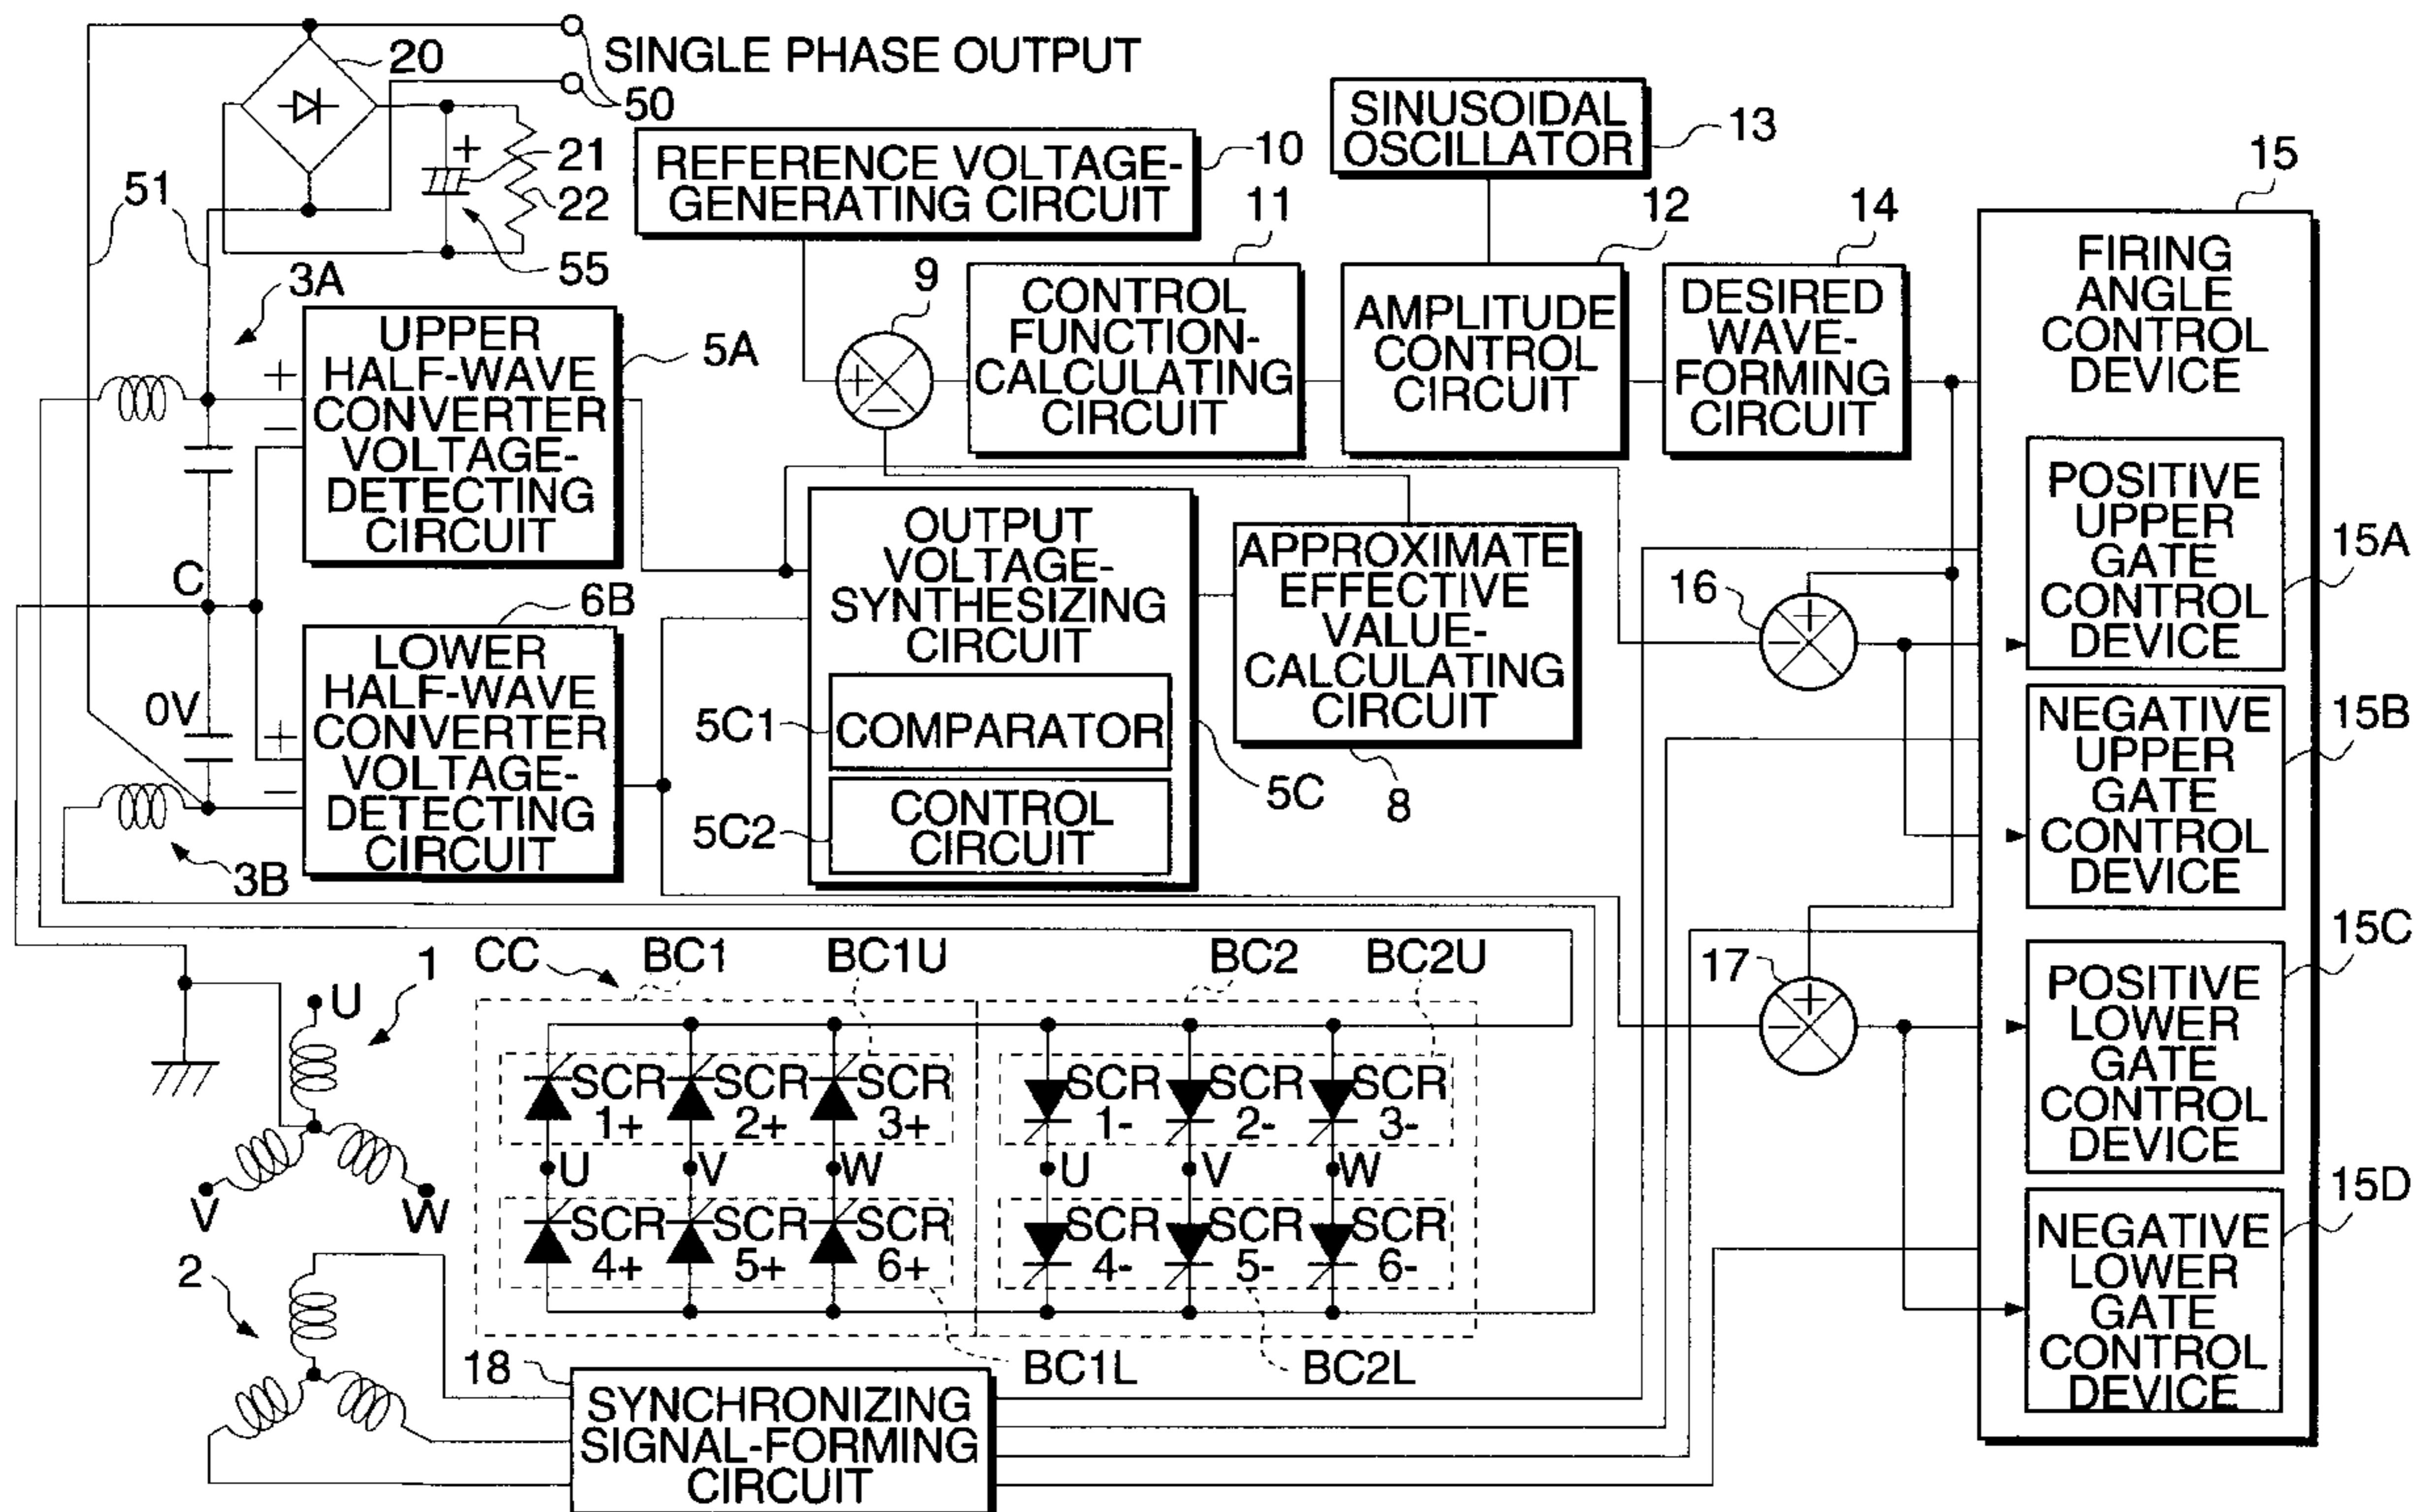 20
SINGLE PHASE OUTPUT
50
+
21
22
51
55
REFERENCE VOLTAGE-
GENERATING CIRCUIT
10
SINUSOIDAL
OSCILLATOR
13
11
12
14
15
3A
9
+
−
UPPER
HALF-WAVE
CONVERTER
VOLTAGE-
DETECTING
CIRCUIT
+
−
5A
CONTROL
FUNCTION-
CALCULATING
CIRCUIT
AMPLITUDE
CONTROL
CIRCUIT
DESIRED
WAVE-
FORMING
CIRCUIT
FIRING
ANGLE
CONTROL
DEVICE
POSITIVE
UPPER
GATE
CONTROL
DEVICE
15A
C
6B
LOWER
HALF-WAVE
CONVERTER
VOLTAGE-
DETECTING
CIRCUIT
0V
+
−
3B
OUTPUT
VOLTAGE-
SYNTHESIZING
CIRCUIT
5C1
COMPARATOR
5C2
CONTROL
CIRCUIT
5C
APPROXIMATE
EFFECTIVE
VALUE-
CALCULATING
CIRCUIT
8
16
+
−
NEGATIVE
UPPER
GATE
CONTROL
DEVICE
15B
17
+
−
POSITIVE
LOWER
GATE
CONTROL
DEVICE
15C
NEGATIVE
LOWER
GATE
CONTROL
DEVICE
15D
1
U
V
W
2
CC
BC1
BC1U
BC2
BC2U
SCR
1+
SCR
2+
SCR
3+
SCR
1-
SCR
2-
SCR
3-
U
V
W
U
V
W
SCR
4+
SCR
5+
SCR
6+
SCR
4-
SCR
5-
SCR
6-
BC1L
BC2L
18
SYNCHRONIZING
SIGNAL-FORMING
CIRCUIT